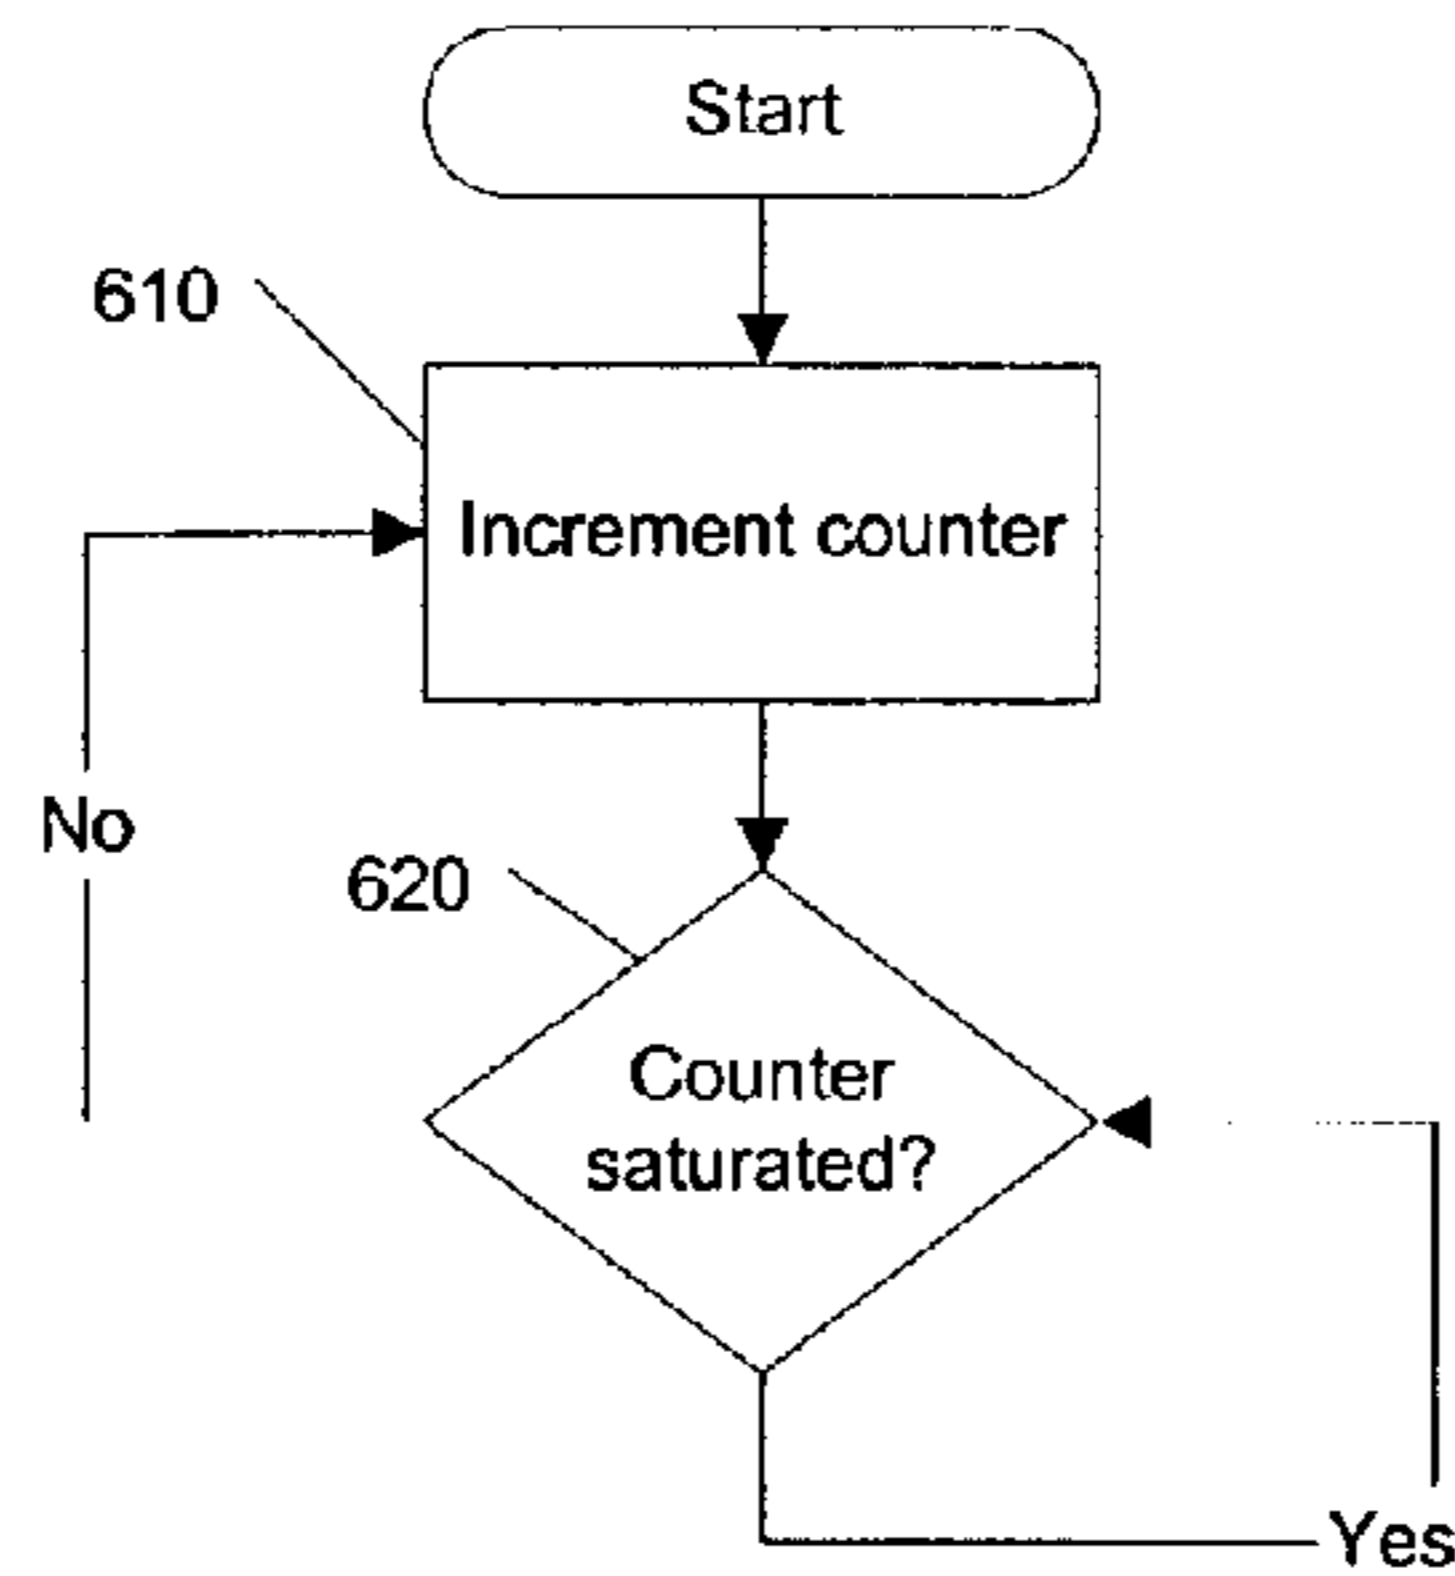 Start
610
Increment counter
No
620
Counter
saturated?
Yes